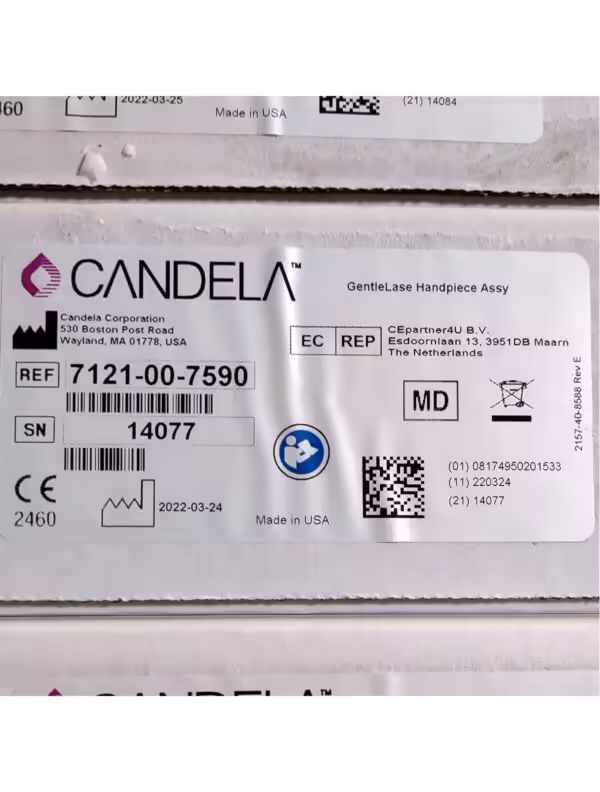 460
2022-03-25
Made in USA
(21) 14084
CANDELA™
GentleLase Handpiece Assy
Candela Corporation
530 Boston Post Road
Wayland, MA 01778, USA
EC REP
CEpartner4U B.V.
Esdoornlaan 13, 3951DB Maarn
The Netherlands
REF 7121-00-7590
MD
SN 14077
2157-40-8588 Rev E
CE
2460
2022-03-24
Made in USA
(01) 08174950201533
(11) 220324
(21) 14077
CANDELA™